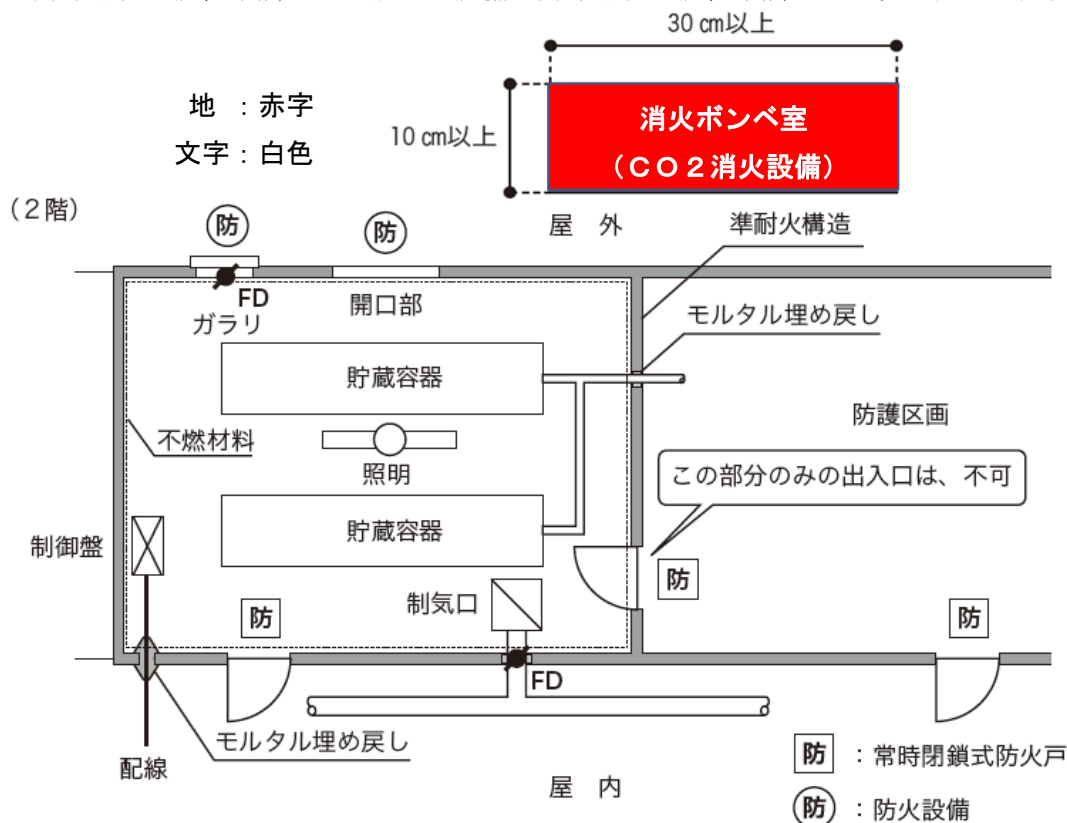 30㎝以上
地 ：赤字
文字：白色
10㎝以上
消火ボンベ室
（ＣＯ２消火設備）
（２階）
防
防
屋 外
準耐火構造
FD
ガラリ
開口部
モルタル埋め戻し
貯蔵容器
防護区画
不燃材料
照明
この部分のみの出入口は、不可
貯蔵容器
制御盤
防
制気口
防
防
FD
モルタル埋め戻し
配線
屋 内
防 ：常時閉鎖式防火戸
防 ：防火設備